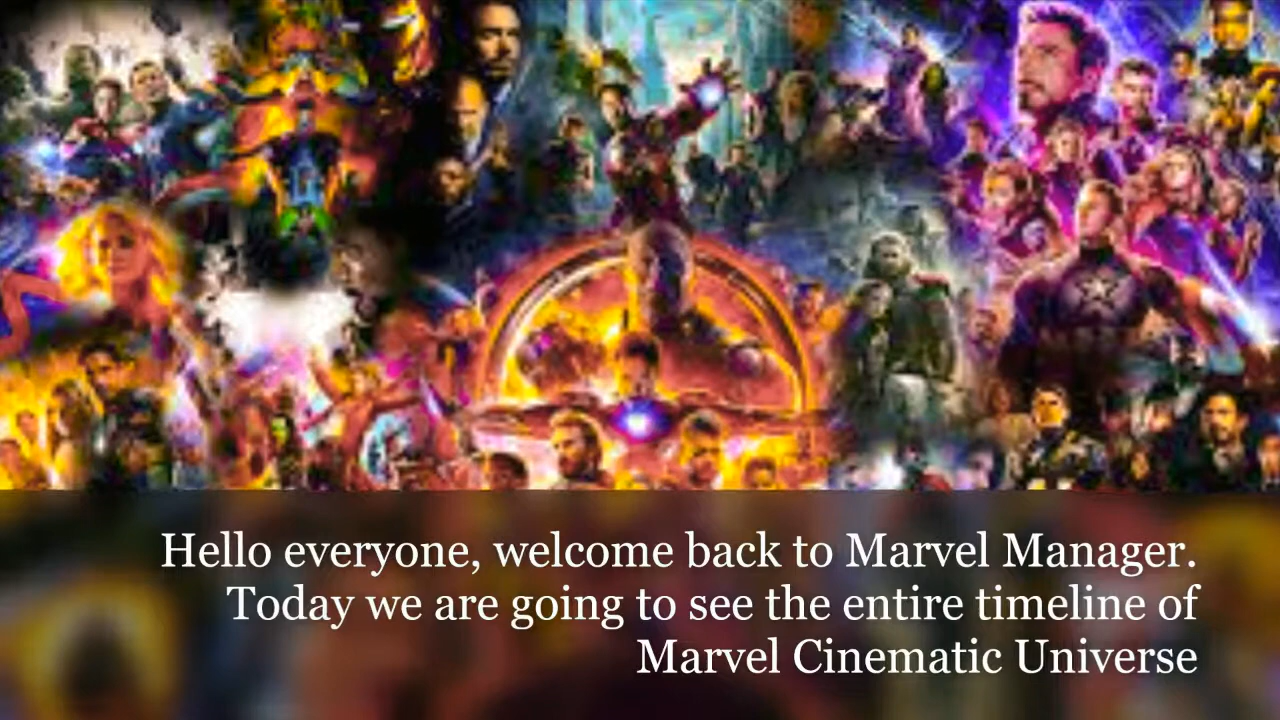 Hello everyone, welcome back to Marvel Manager.
Today we are going to see the entire timeline of
Marvel Cinematic Universe